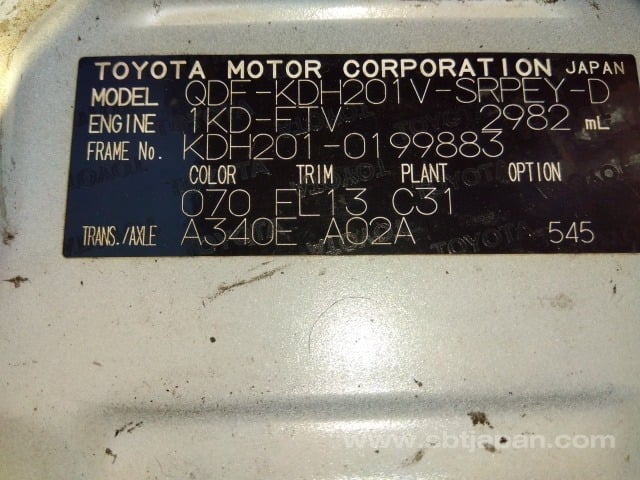 TOYOTA MOTOR CORPORATION JAPAN
MODEL QDF-KDH201V-SRPEY-D
ENGINE 1KD-FTV 2982 mL
FRAME No. KDH201-0199883
COLOR TRIM PLANT OPTION
070 FL13 C31
TRANS./AXLE A340E A02A 545
www.cbtjapan.com